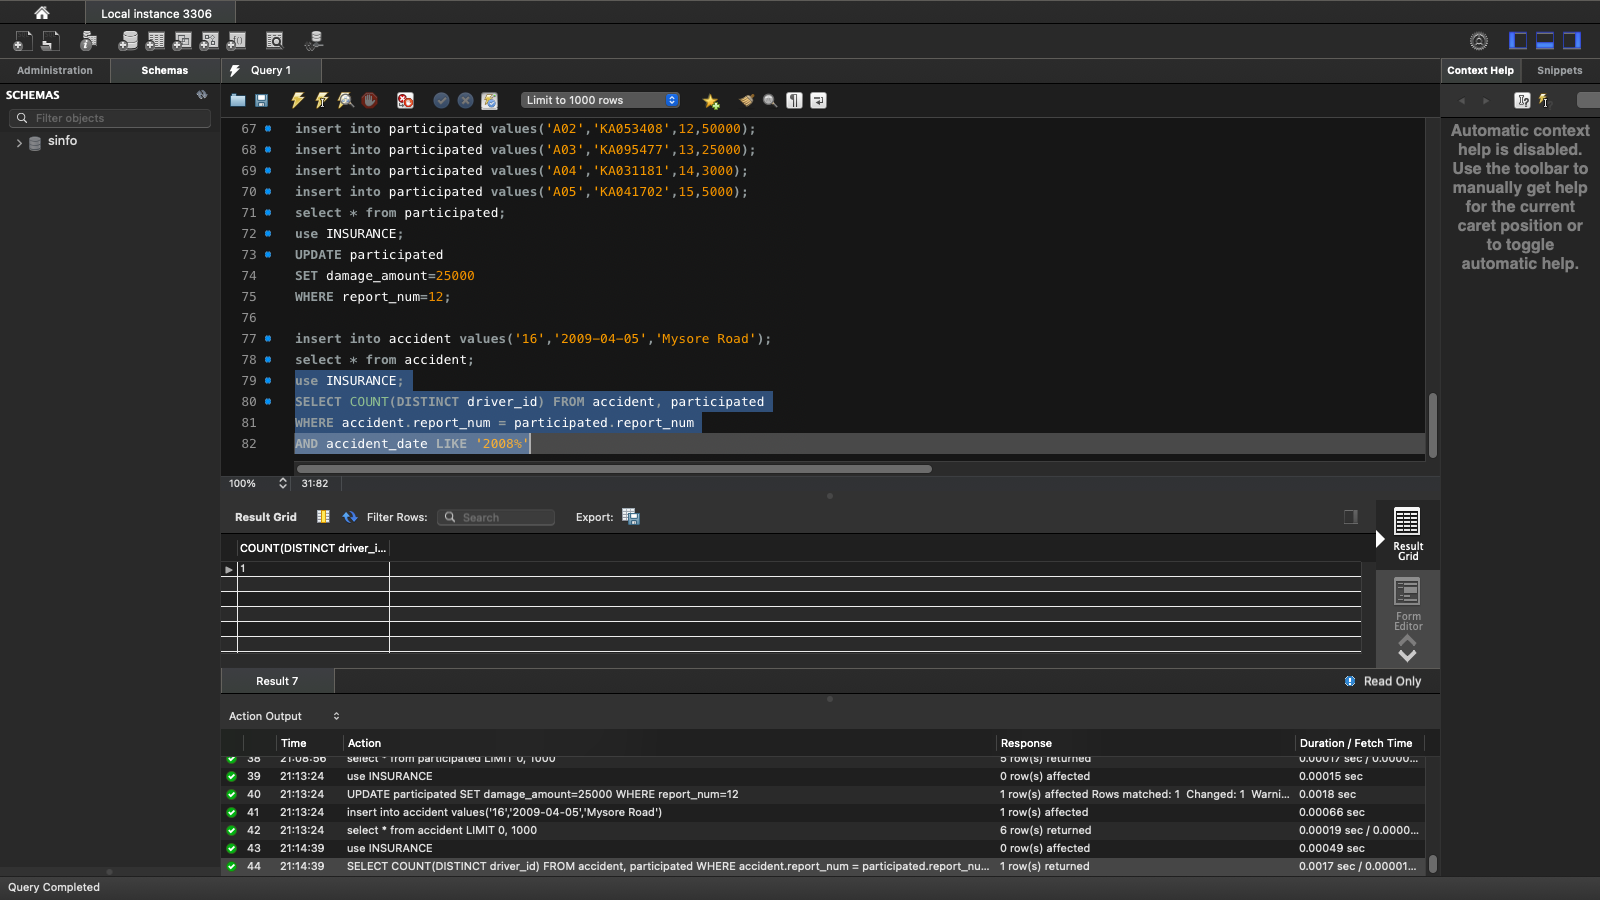 Local instance 3306
Administration
Schemas
Query 1
Context Help
Snippets
SCHEMAS
Filter objects
sinfo
Limit to 1000 rows
67 insert into participated values('A02','KA053408',12,50000);
68 insert into participated values('A03','KA095477',13,25000);
69 insert into participated values('A04','KA031181',14,3000);
70 insert into participated values('A05','KA041702',15,5000);
71 select * from participated;
72 use INSURANCE;
73 UPDATE participated
74 SET damage_amount=25000
75 WHERE report_num=12;
76
77 insert into accident values('16','2009-04-05','Mysore Road');
78 select * from accident;
79 use INSURANCE;
80 SELECT COUNT(DISTINCT driver_id) FROM accident, participated
81 WHERE accident.report_num = participated.report_num
82 AND accident_date LIKE '2008%'
Automatic context
help is disabled.
Use the toolbar to
manually get help
for the current
caret position or
to toggle
automatic help.
100% 31:82
Result Grid Filter Rows: Search Export:
COUNT(DISTINCT driver_i...
1
Result
Grid
Form
Editor
Result 7
Read Only
Action Output
Time Action Response Duration / Fetch Time
38 21:08:56 select * from participated LIMIT 0, 1000 5 row(s) returned 0.00017 sec / 0.0000...
39 21:13:24 use INSURANCE 0 row(s) affected 0.00015 sec
40 21:13:24 UPDATE participated SET damage_amount=25000 WHERE report_num=12 1 row(s) affected Rows matched: 1 Changed: 1 Warni... 0.0018 sec
41 21:13:24 insert into accident values('16','2009-04-05','Mysore Road') 1 row(s) affected 0.00066 sec
42 21:13:24 select * from accident LIMIT 0, 1000 6 row(s) returned 0.00019 sec / 0.0000...
43 21:14:39 use INSURANCE 0 row(s) affected 0.00049 sec
44 21:14:39 SELECT COUNT(DISTINCT driver_id) FROM accident, participated WHERE accident.report_num = participated.report_nu... 1 row(s) returned 0.0017 sec / 0.00001...
Query Completed